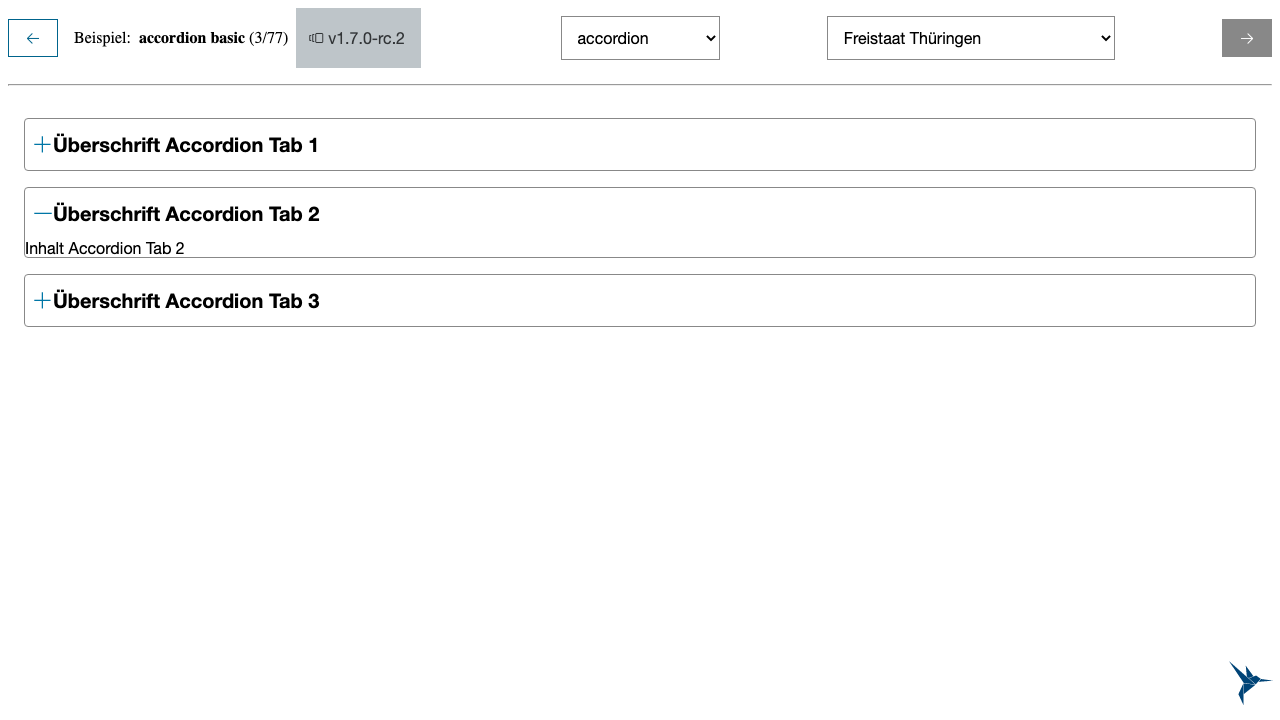 Beispiel: accordion basic (3/77) v1.7.0-rc.2 accordion Freistaat Thüringen
Überschrift Accordion Tab 1
Überschrift Accordion Tab 2
Inhalt Accordion Tab 2
Überschrift Accordion Tab 3